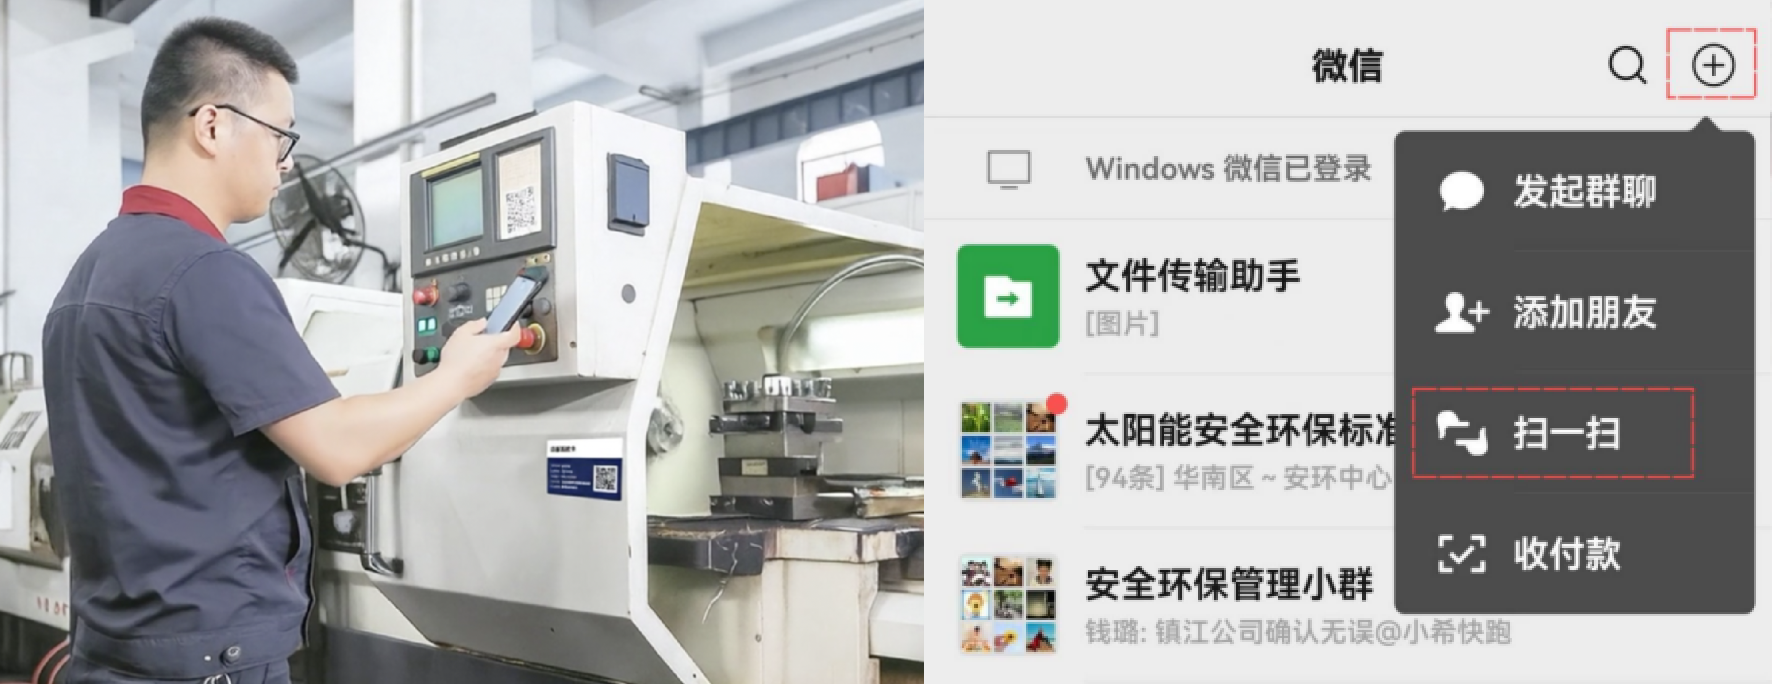 微信
Windows 微信已登录
发起群聊
文件传输助手
[图片]
添加朋友
太阳能安全环保标准
[94条] 华南区 ~ 安环中心
扫一扫
收付款
安全环保管理小群
钱璐: 镇江公司确认无误@小希快跑